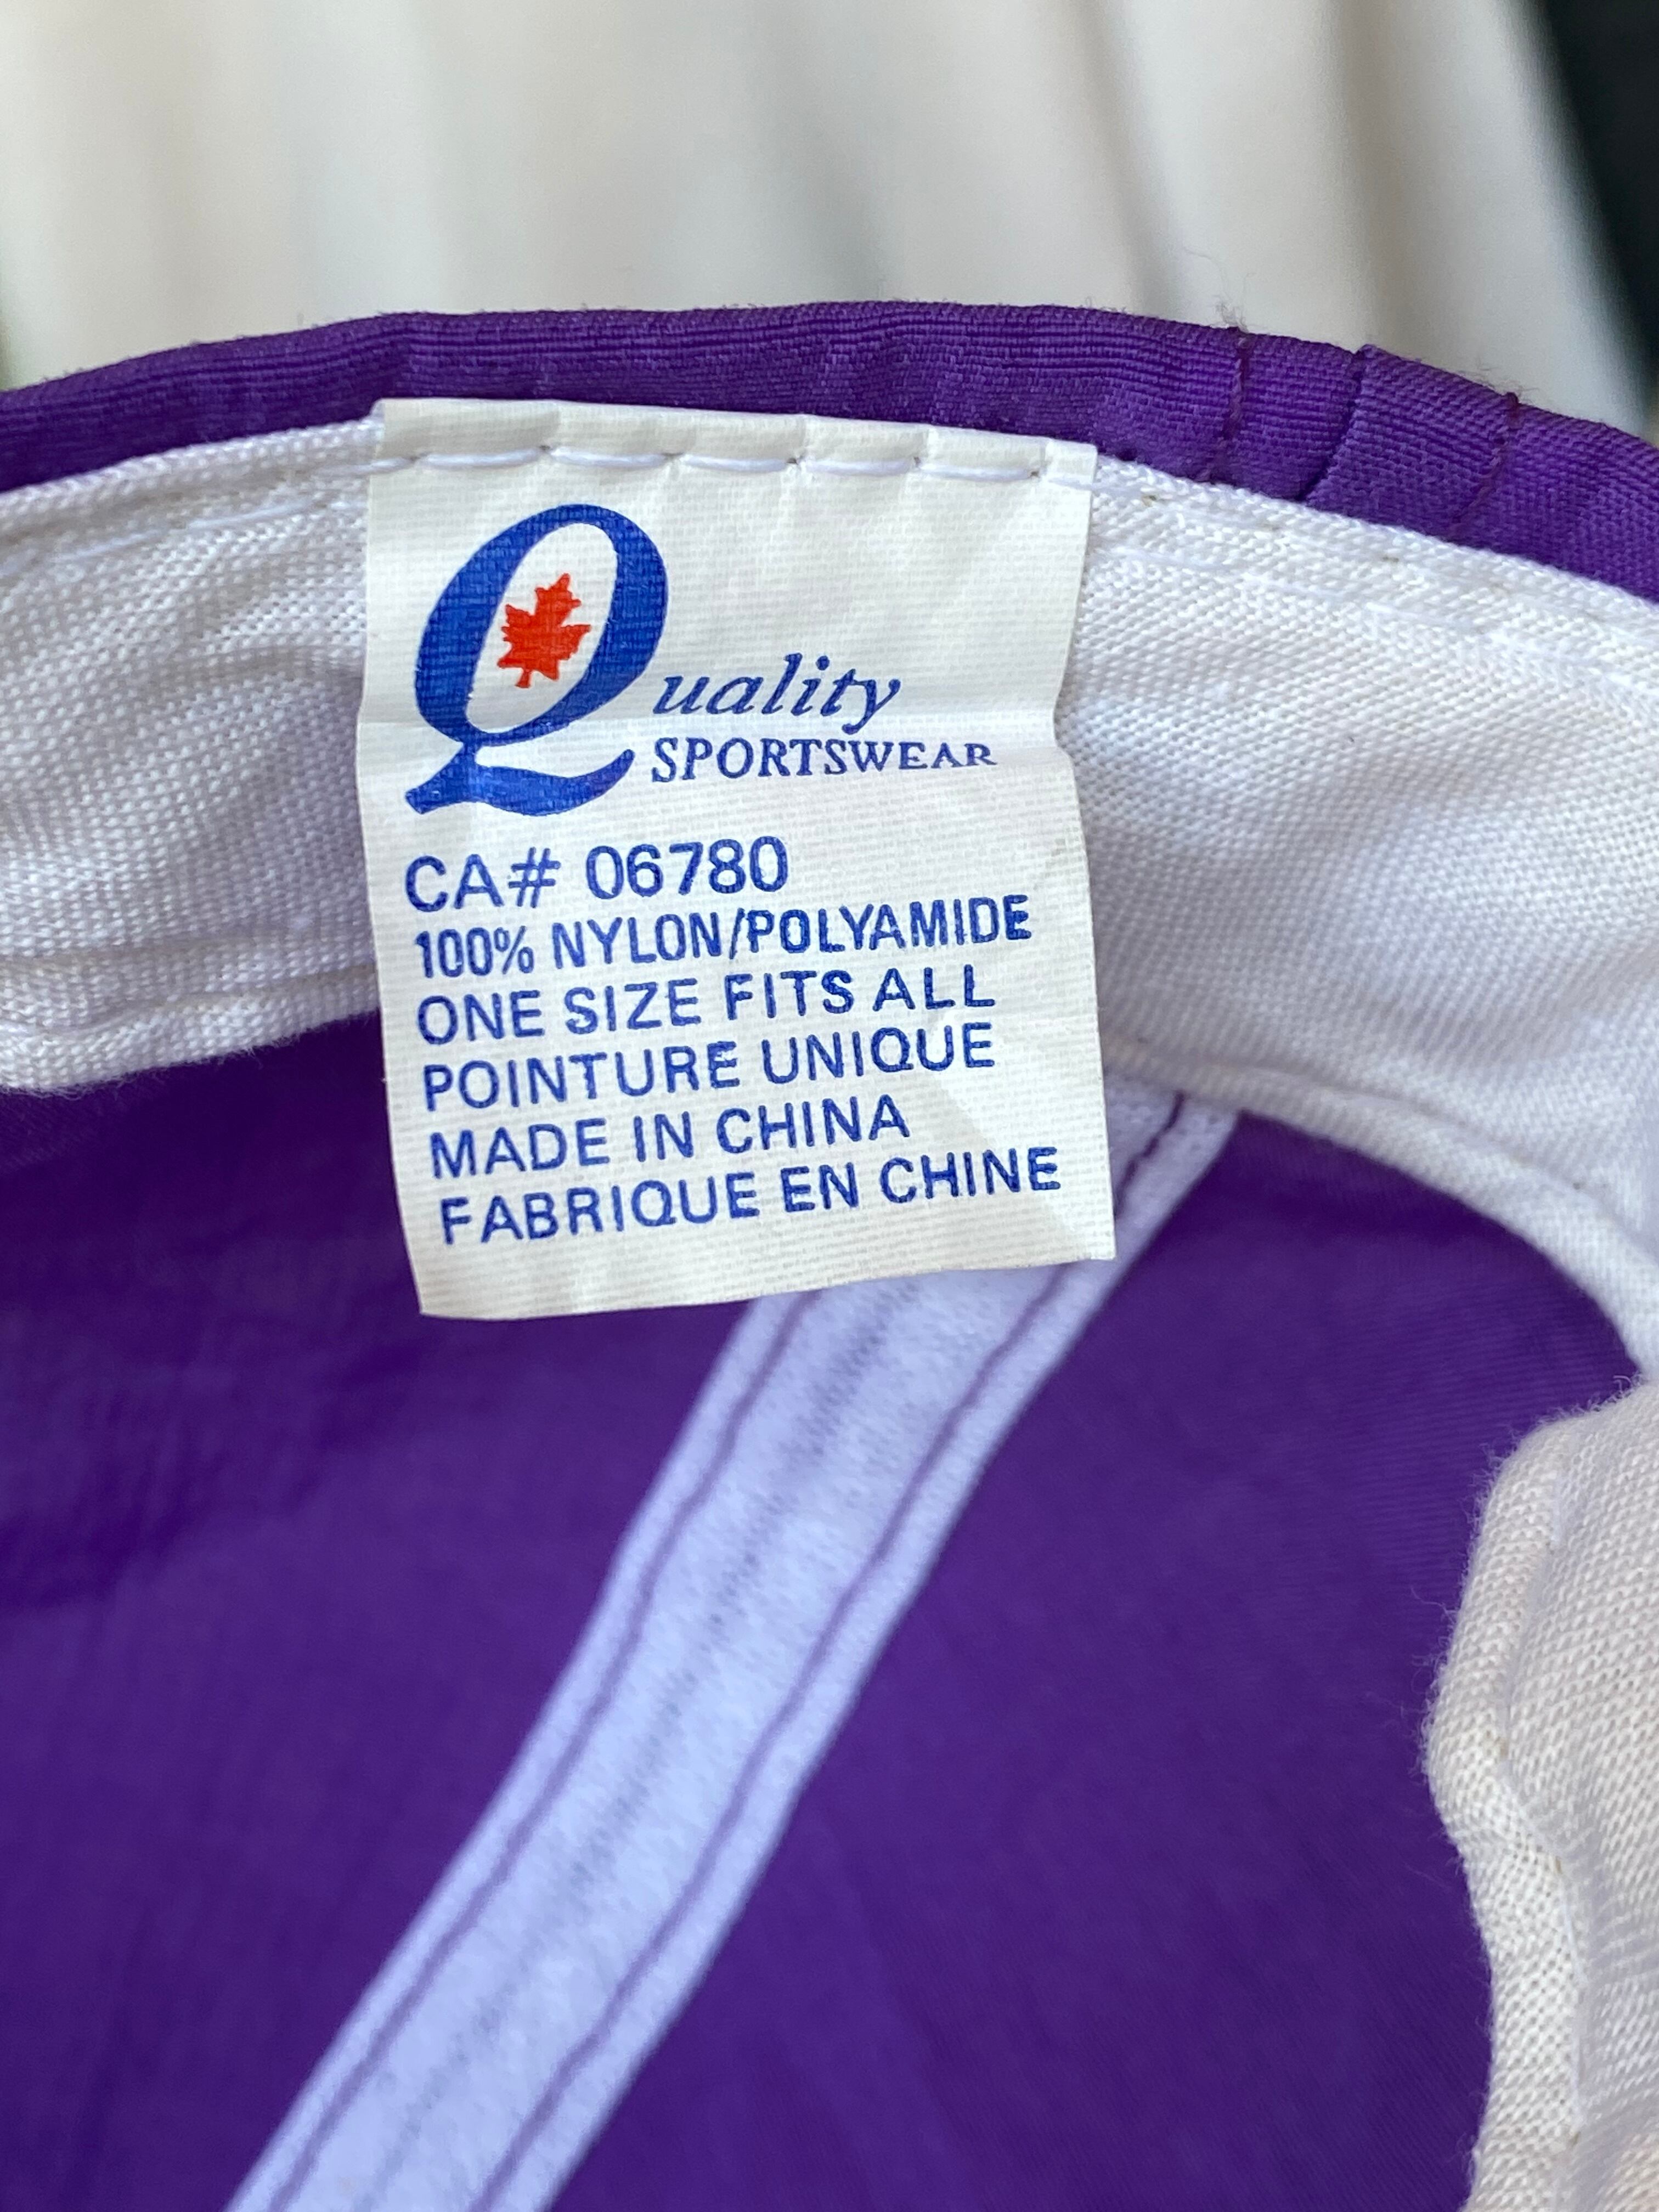 Quality
SPORTSWEAR
CA# 06780
100% NYLON/POLYAMIDE
ONE SIZE FITS ALL
POINTURE UNIQUE
MADE IN CHINA
FABRIQUE EN CHINE